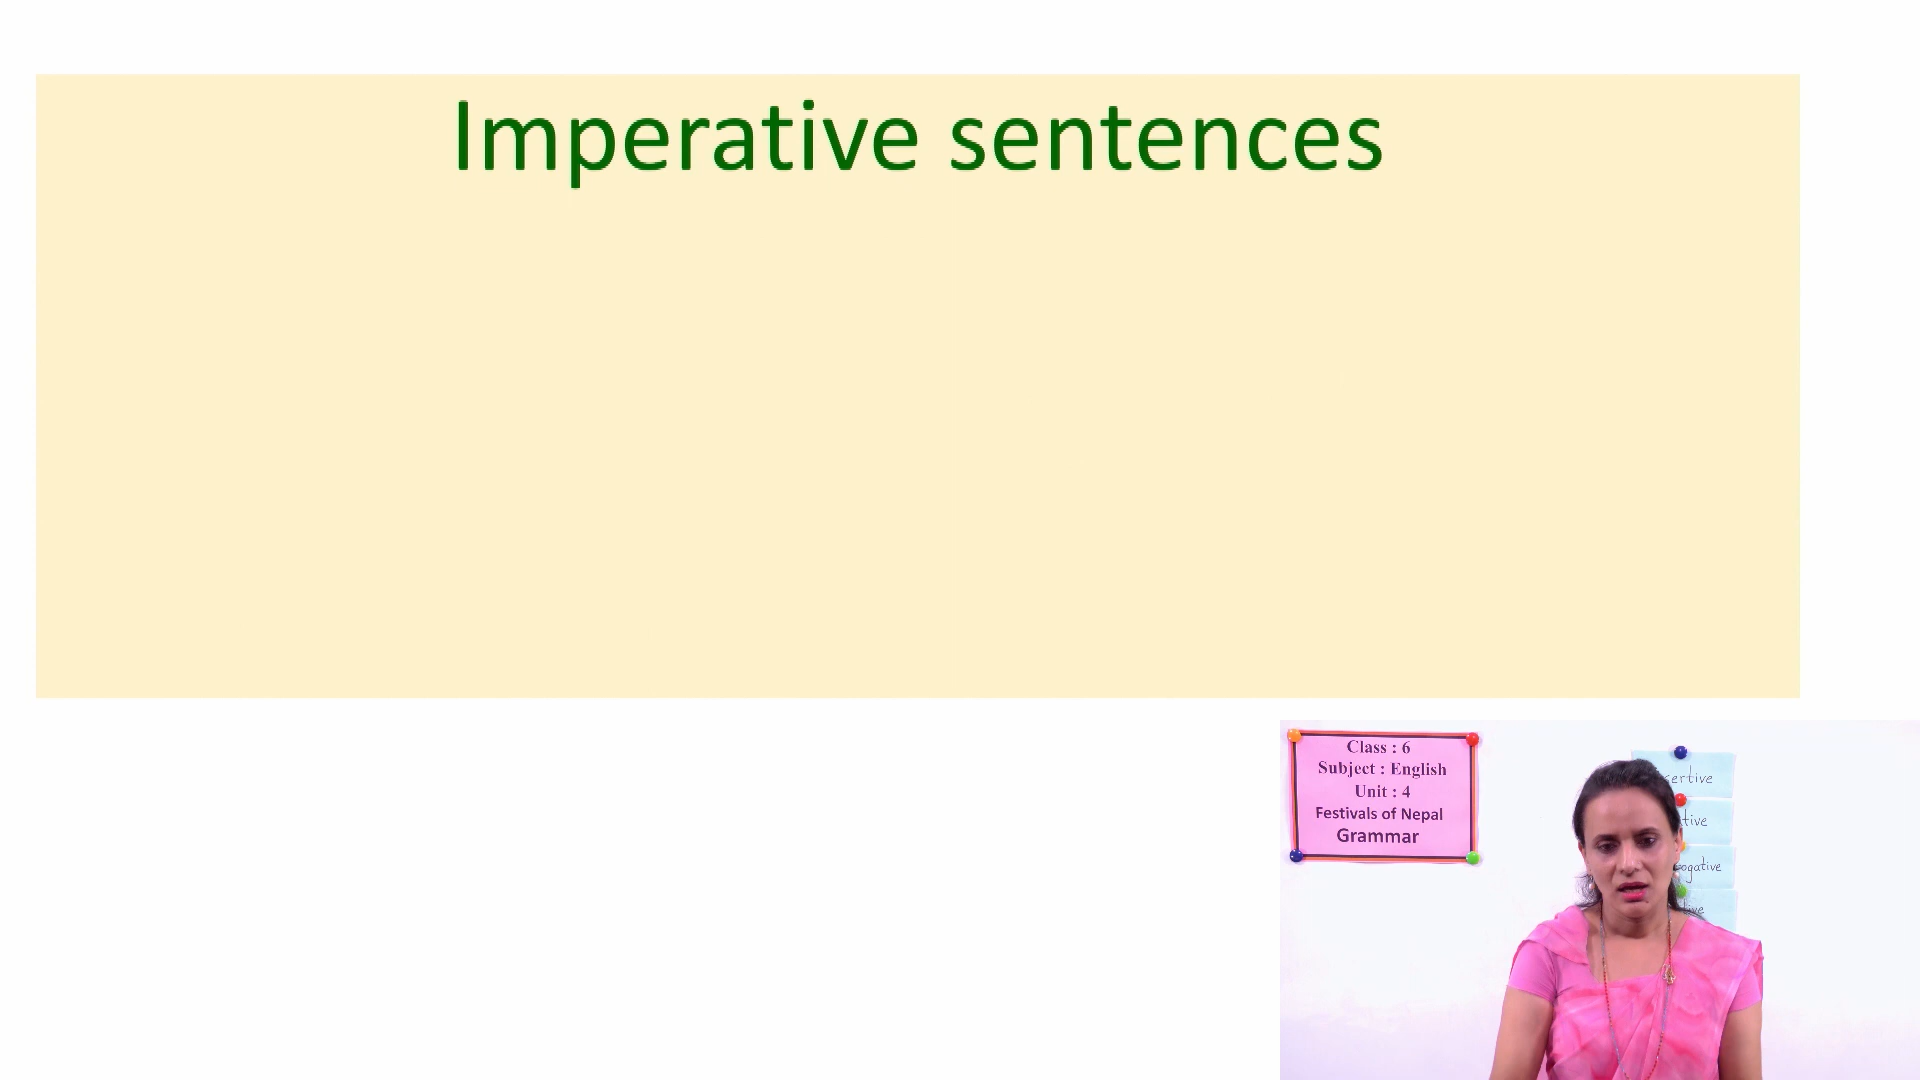 Imperative sentences
Class : 6
Subject : English
Unit : 4
Festivals of Nepal
Grammar